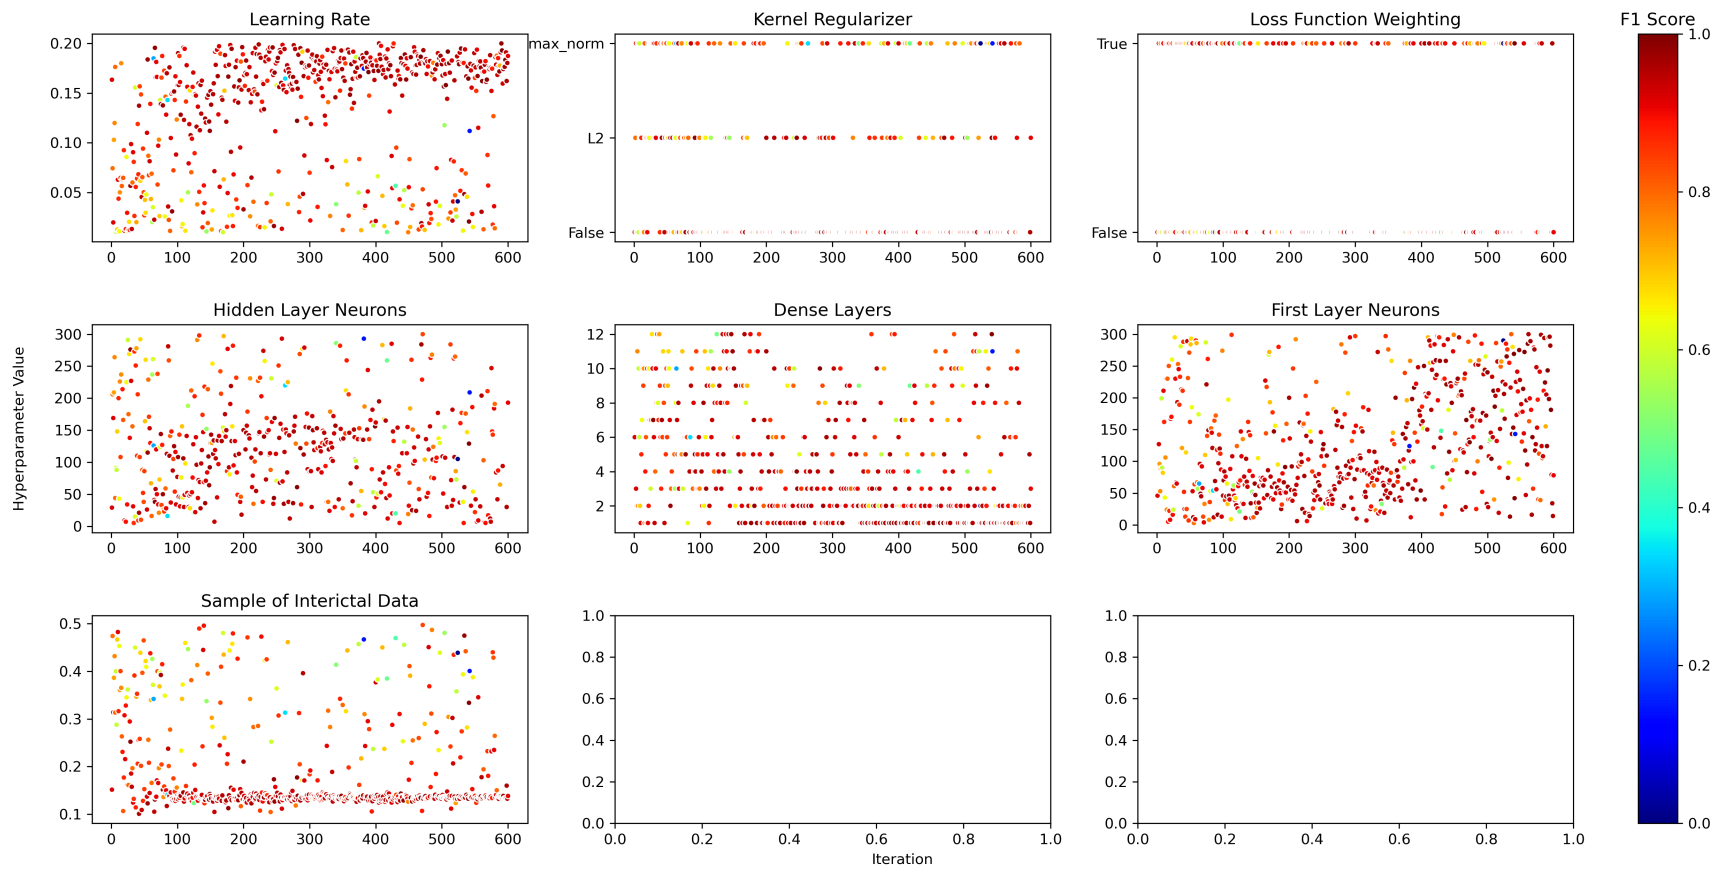 Learning Rate
Kernel Regularizer
Loss Function Weighting
F1 Score
0.20
0.15
0.10
0.05
0 100 200 300 400 500 600
max_norm
L2
False
0 100 200 300 400 500 600
True
False
0 100 200 300 400 500 600
1.0
0.8
0.6
0.4
0.2
0.0
Hyperparameter Value
Hidden Layer Neurons
Dense Layers
First Layer Neurons
300
250
200
150
100
50
0
0 100 200 300 400 500 600
12
10
8
6
4
2
0 100 200 300 400 500 600
300
250
200
150
100
50
0
0 100 200 300 400 500 600
Sample of Interictal Data
0.5
0.4
0.3
0.2
0.1
0 100 200 300 400 500 600
1.0
0.8
0.6
0.4
0.2
0.0
0.0 0.2 0.4 0.6 0.8 1.0
1.0
0.8
0.6
0.4
0.2
0.0
0.0 0.2 0.4 0.6 0.8 1.0
Iteration